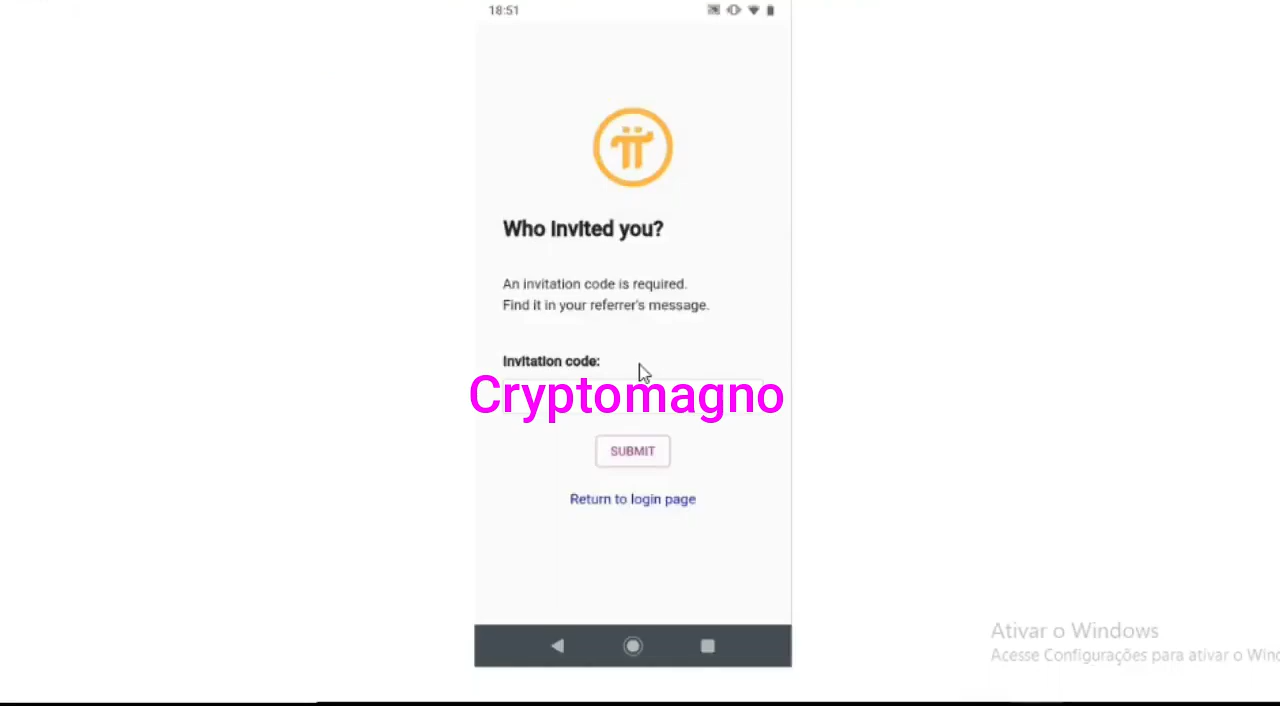 18:51
Who invited you?
An invitation code is required.
Find it in your referrer's message.
Invitation code:
Cryptomagno
SUBMIT
Return to login page
Ativar o Windows
Acesse Configurações para ativar o